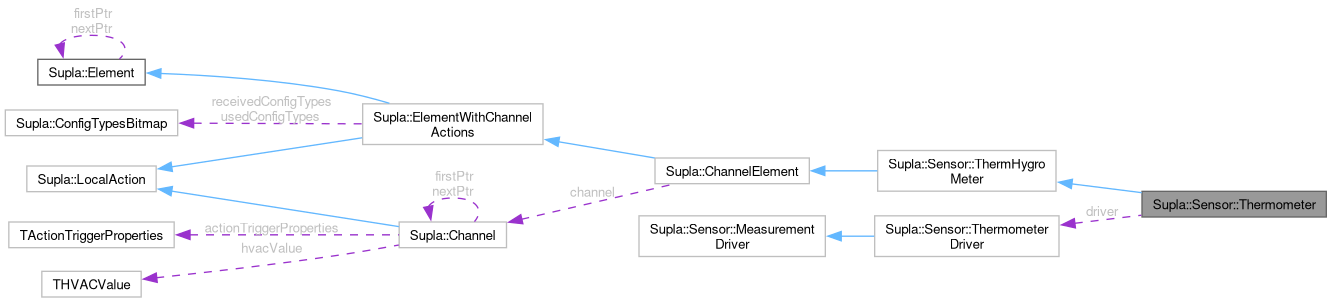 firstPtr
nextPtr
Supla::Element
receivedConfigTypes
usedConfigTypes
Supla::ConfigTypesBitmap
Supla::ElementWithChannel
Actions
Supla::LocalAction
Supla::ChannelElement
Supla::Sensor::ThermHygro
Meter
Supla::Sensor::Thermometer
firstPtr
nextPtr
channel
driver
TActionTriggerProperties
actionTriggerProperties
Supla::Channel
Supla::Sensor::Measurement
Driver
Supla::Sensor::Thermometer
Driver
hvacValue
THVACValue